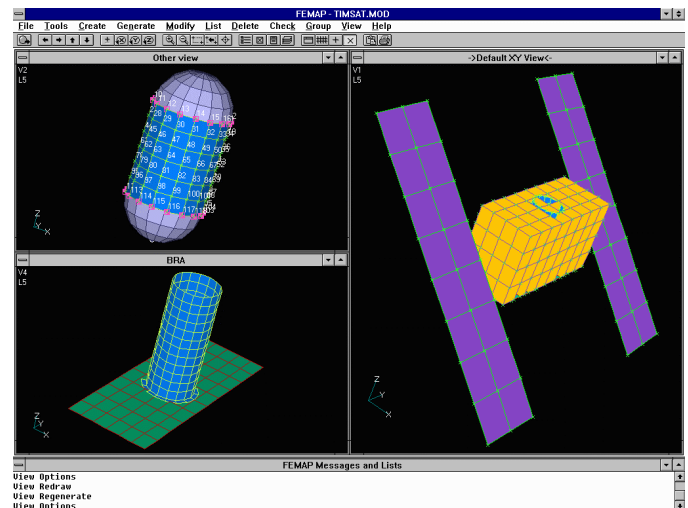 FEMAP - TIMSAT.MOD
File Tools Create Generate Modify List Delete Check Group View Help
Other view
V2
L5
Z
Y
X
BRA
V4
L5
Z
Y
X
->Default XY View<-
V1
L5
Z
Y
X
FEMAP Messages and Lists
View Options
View Redraw
View Regenerate
View Options